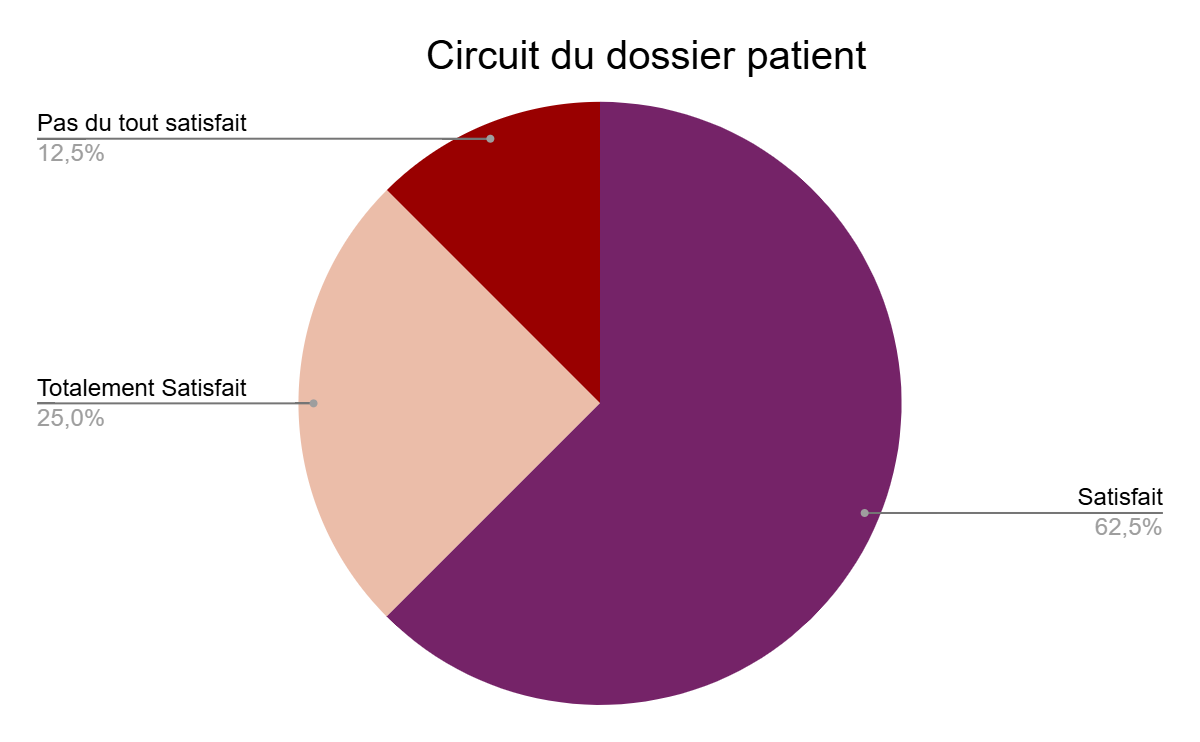 Circuit du dossier patient
Pas du tout satisfait
12,5%
Totalement Satisfait
25,0%
Satisfait
62,5%